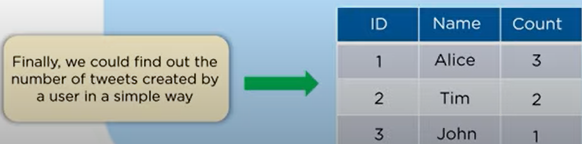 Finally, we could find out the
number of tweets created by
a user in a simple way
ID Name Count
1 Alice 3
2 Tim 2
3 John 1